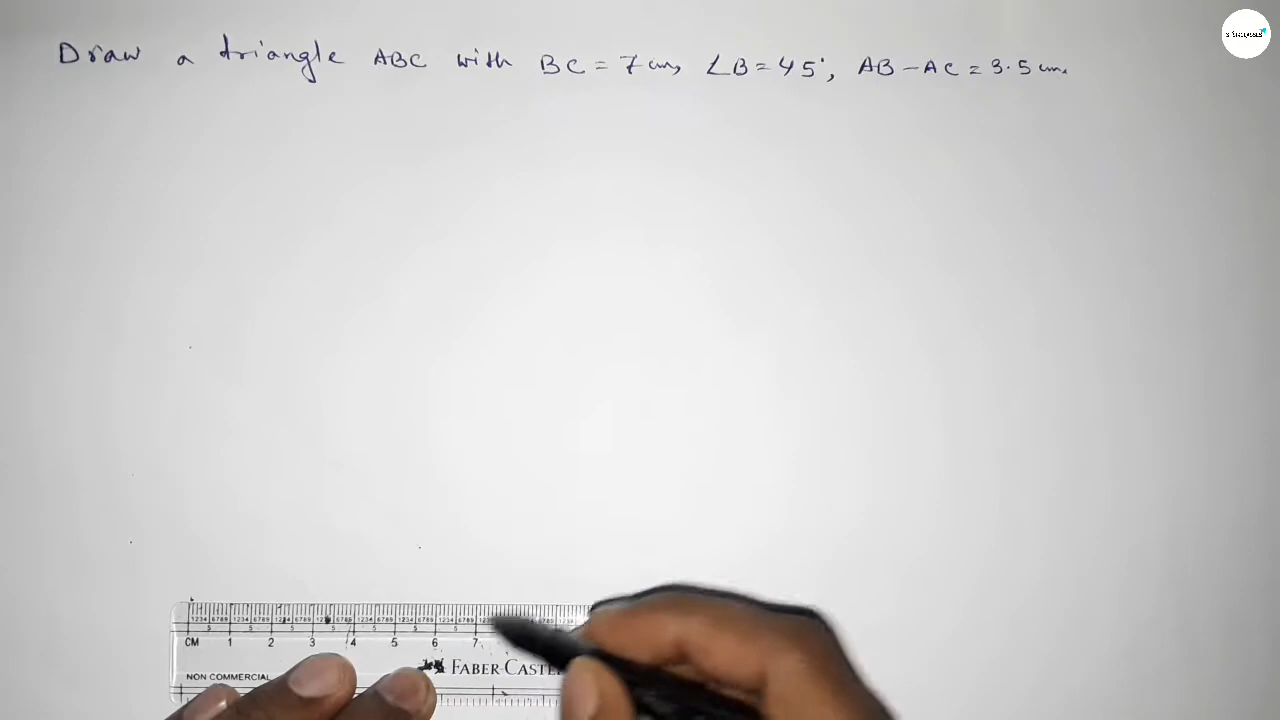 Draw a triangle ABC with BC = 7 cm, ∠B = 45°, AB - AC = 3.5 cm.
CM 1 2 3 4 5 6 7
FABER CASTE
NON COMMERCIAL